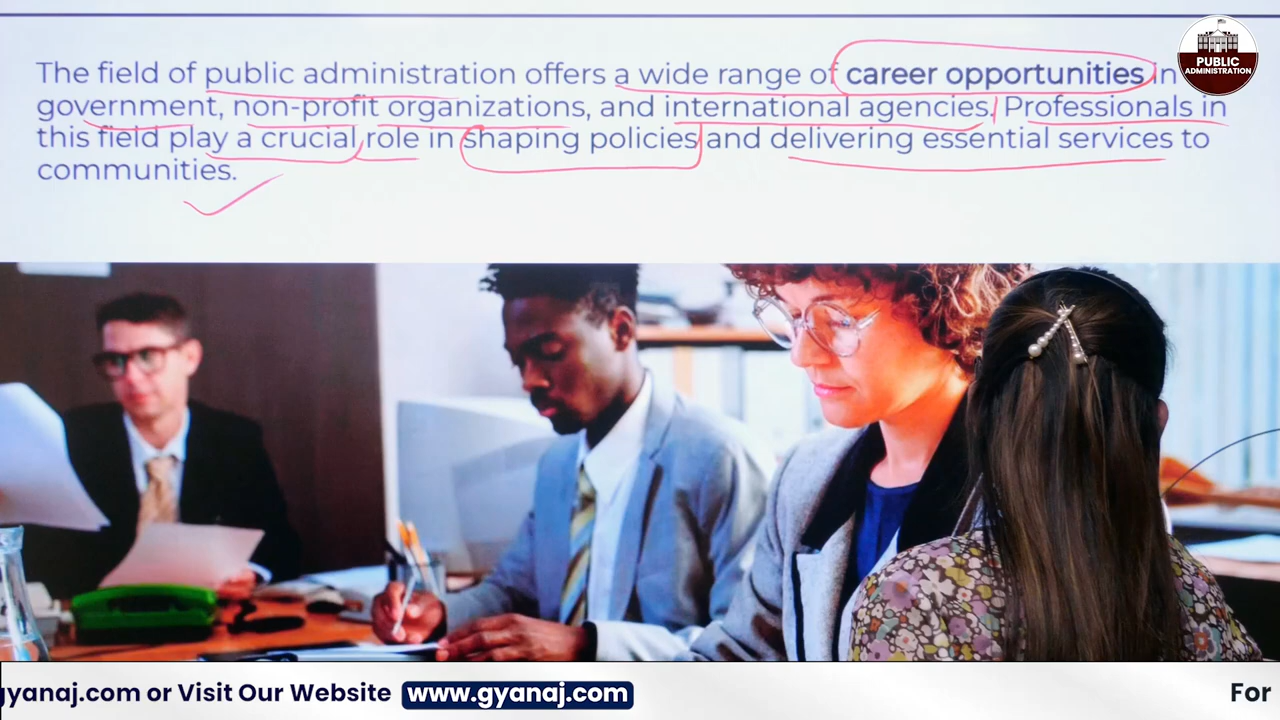 PUBLIC
ADMINISTRATION
The field of public administration offers a wide range of career opportunities in
government, non-profit organizations, and international agencies. Professionals in
this field play a crucial role in shaping policies and delivering essential services to
communities.
gyanaj.com or Visit Our Website www.gyanaj.com For